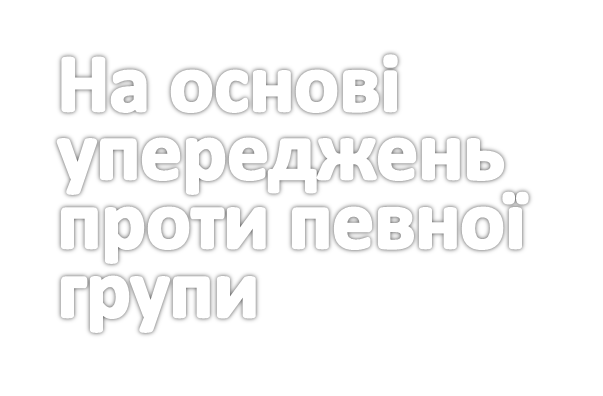 На основі
упереджень
проти певної
групи